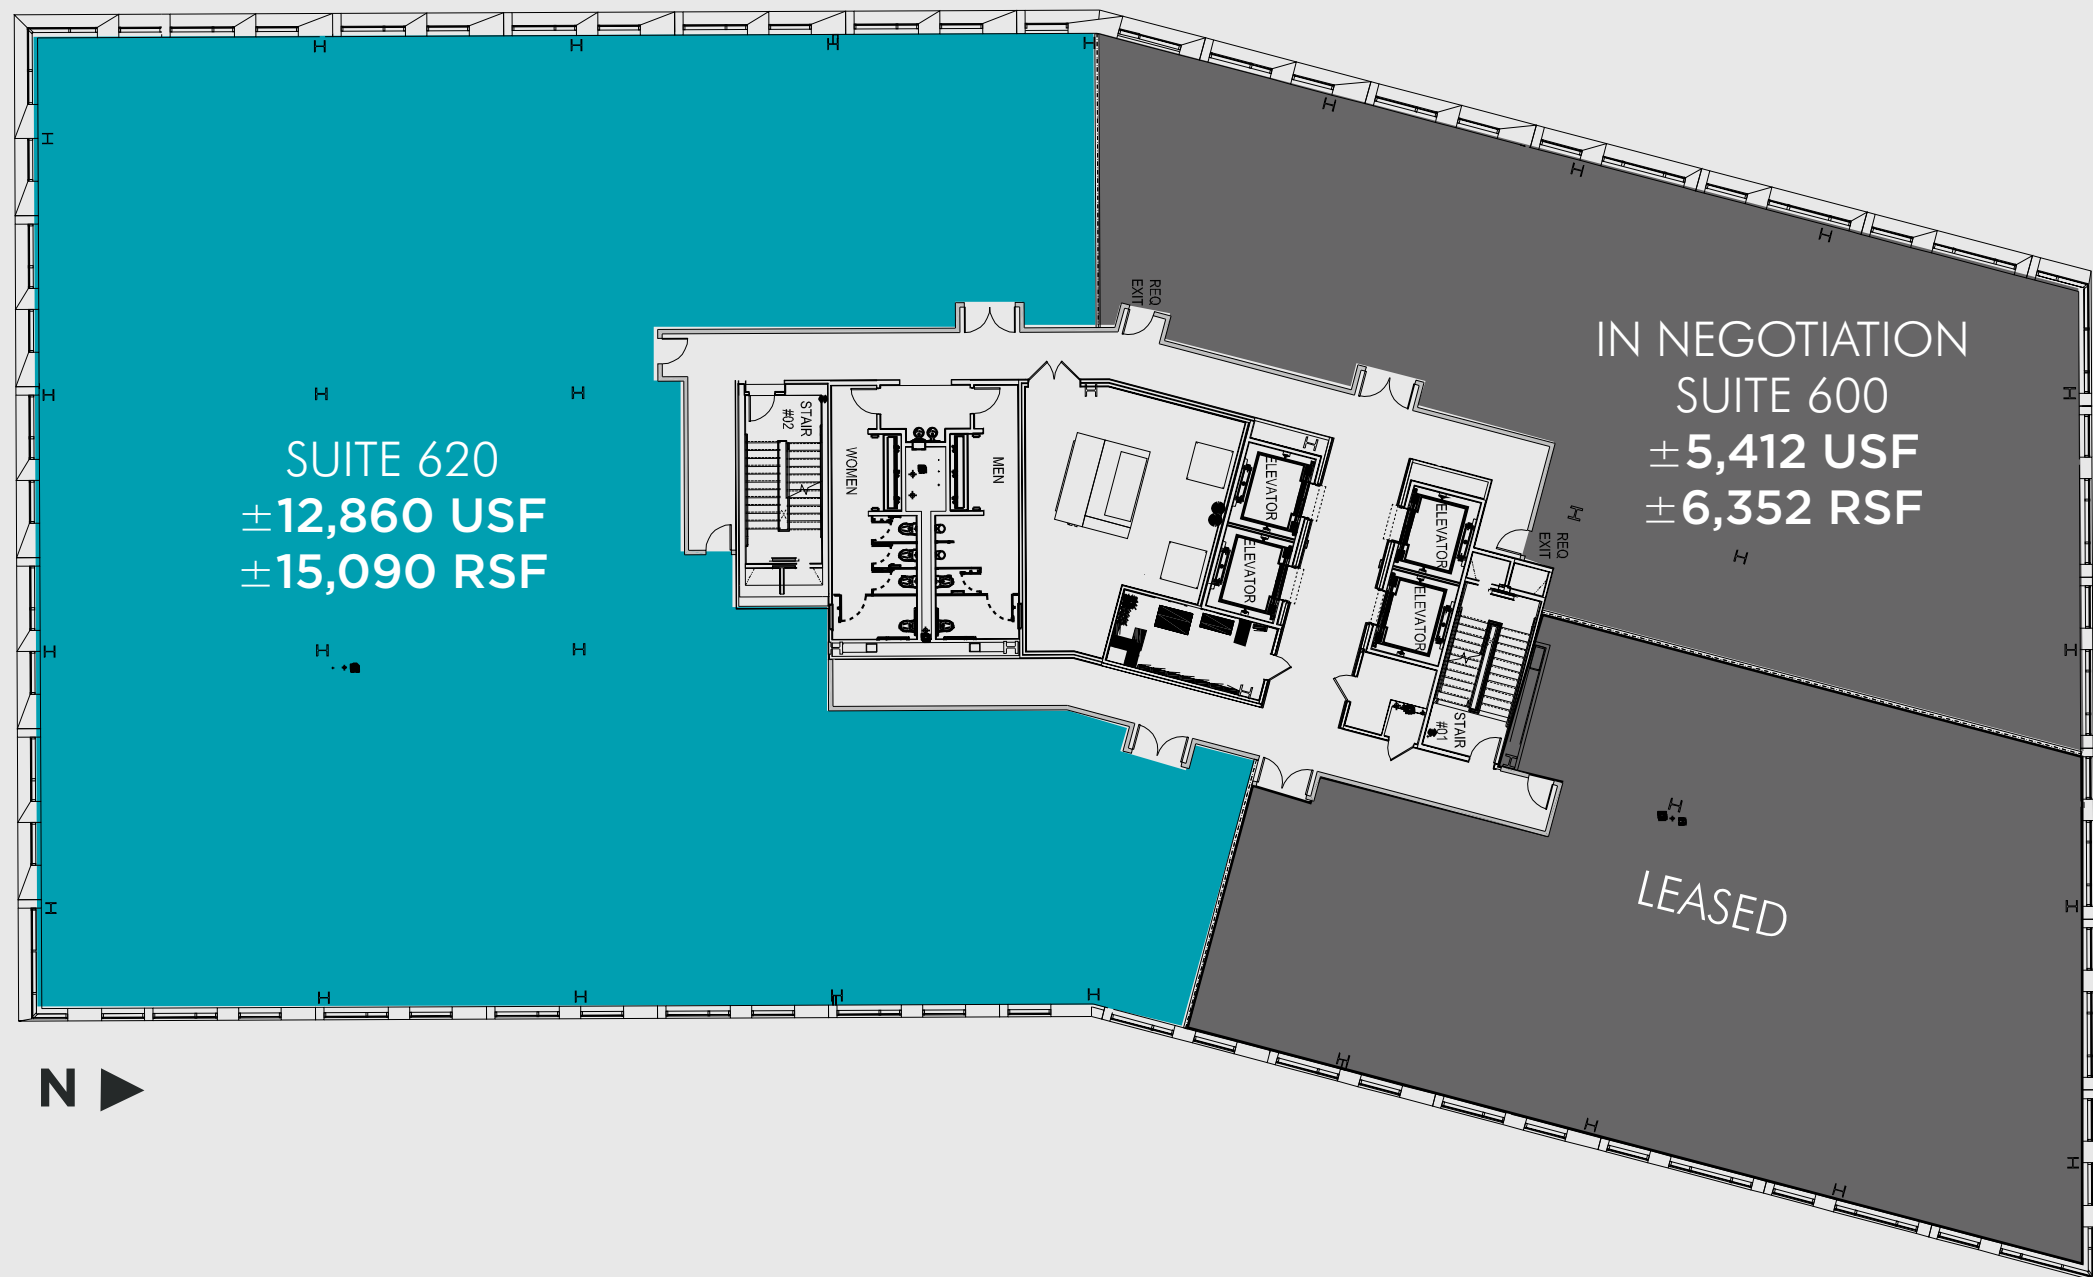 SUITE 620
±12,860 USF
±15,090 RSF
IN NEGOTIATION
SUITE 600
±5,412 USF
±6,352 RSF
LEASED
REQ
EXIT
REQ
EXIT
STAIR
#02
WOMEN
MEN
ELEVATOR
ELEVATOR
ELEVATOR
ELEVATOR
STAIR
#01
N